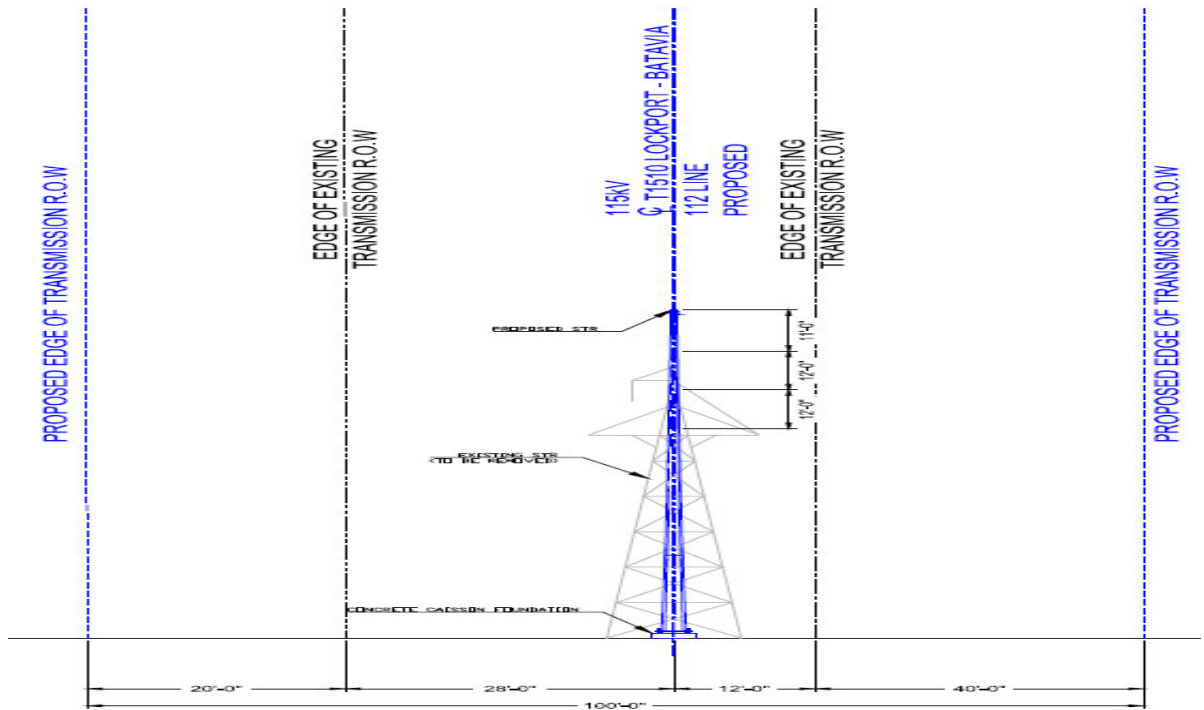 PROPOSED EDGE OF TRANSMISSION R.O.W
EDGE OF EXISTING
TRANSMISSION R.O.W
115kV
℄ T1510 LOCKPORT - BATAVIA
112 LINE
PROPOSED
EDGE OF EXISTING
TRANSMISSION R.O.W
PROPOSED EDGE OF TRANSMISSION R.O.W
PROPOSED STR
11'-0"
12'-0"
12'-0"
EXISTING STR
(TO BE REMOVED)
CONCRETE CAISSON FOUNDATION
20'-0"
28'-0"
12'-0"
40'-0"
100'-0"